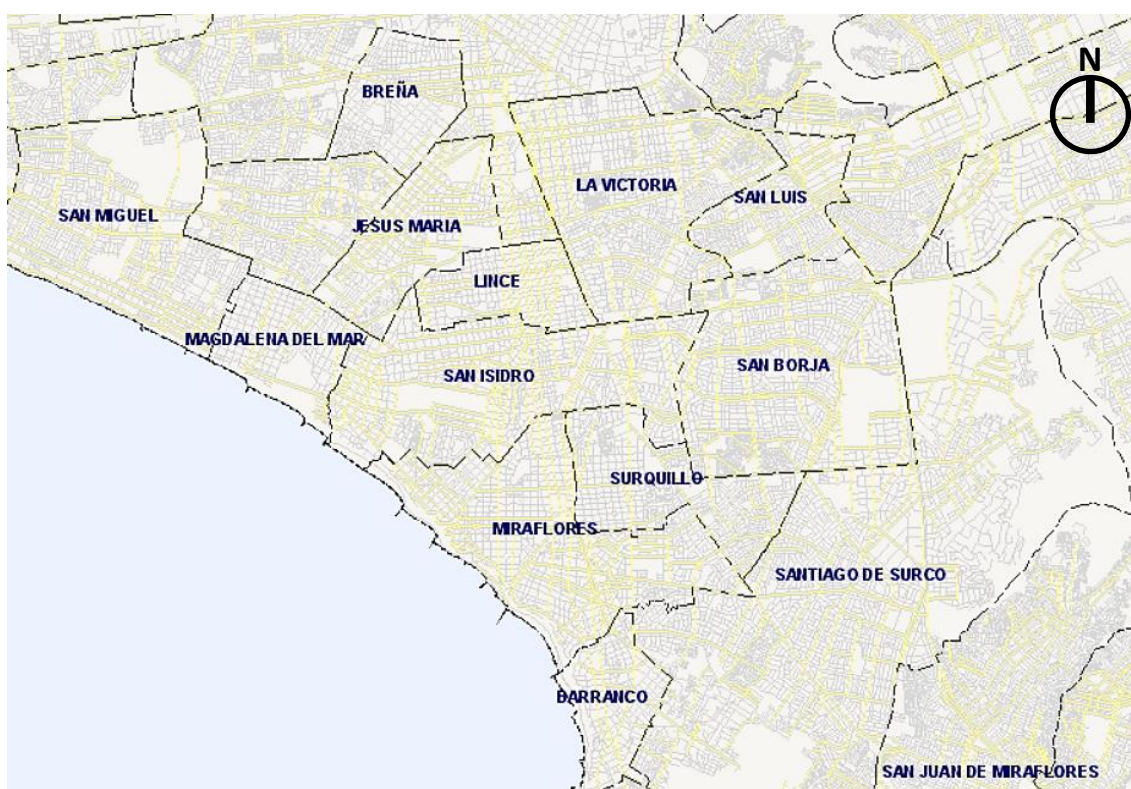 N
BREÑA
LA VICTORIA
SAN LUIS
SAN MIGUEL
JESUS MARIA
LINCE
MAGDALENA DEL MAR
SAN ISIDRO
SAN BORJA
SURQUILLO
MIRAFLORES
SANTIAGO DE SURCO
BARRANCO
SAN JUAN DE MIRAFLORES